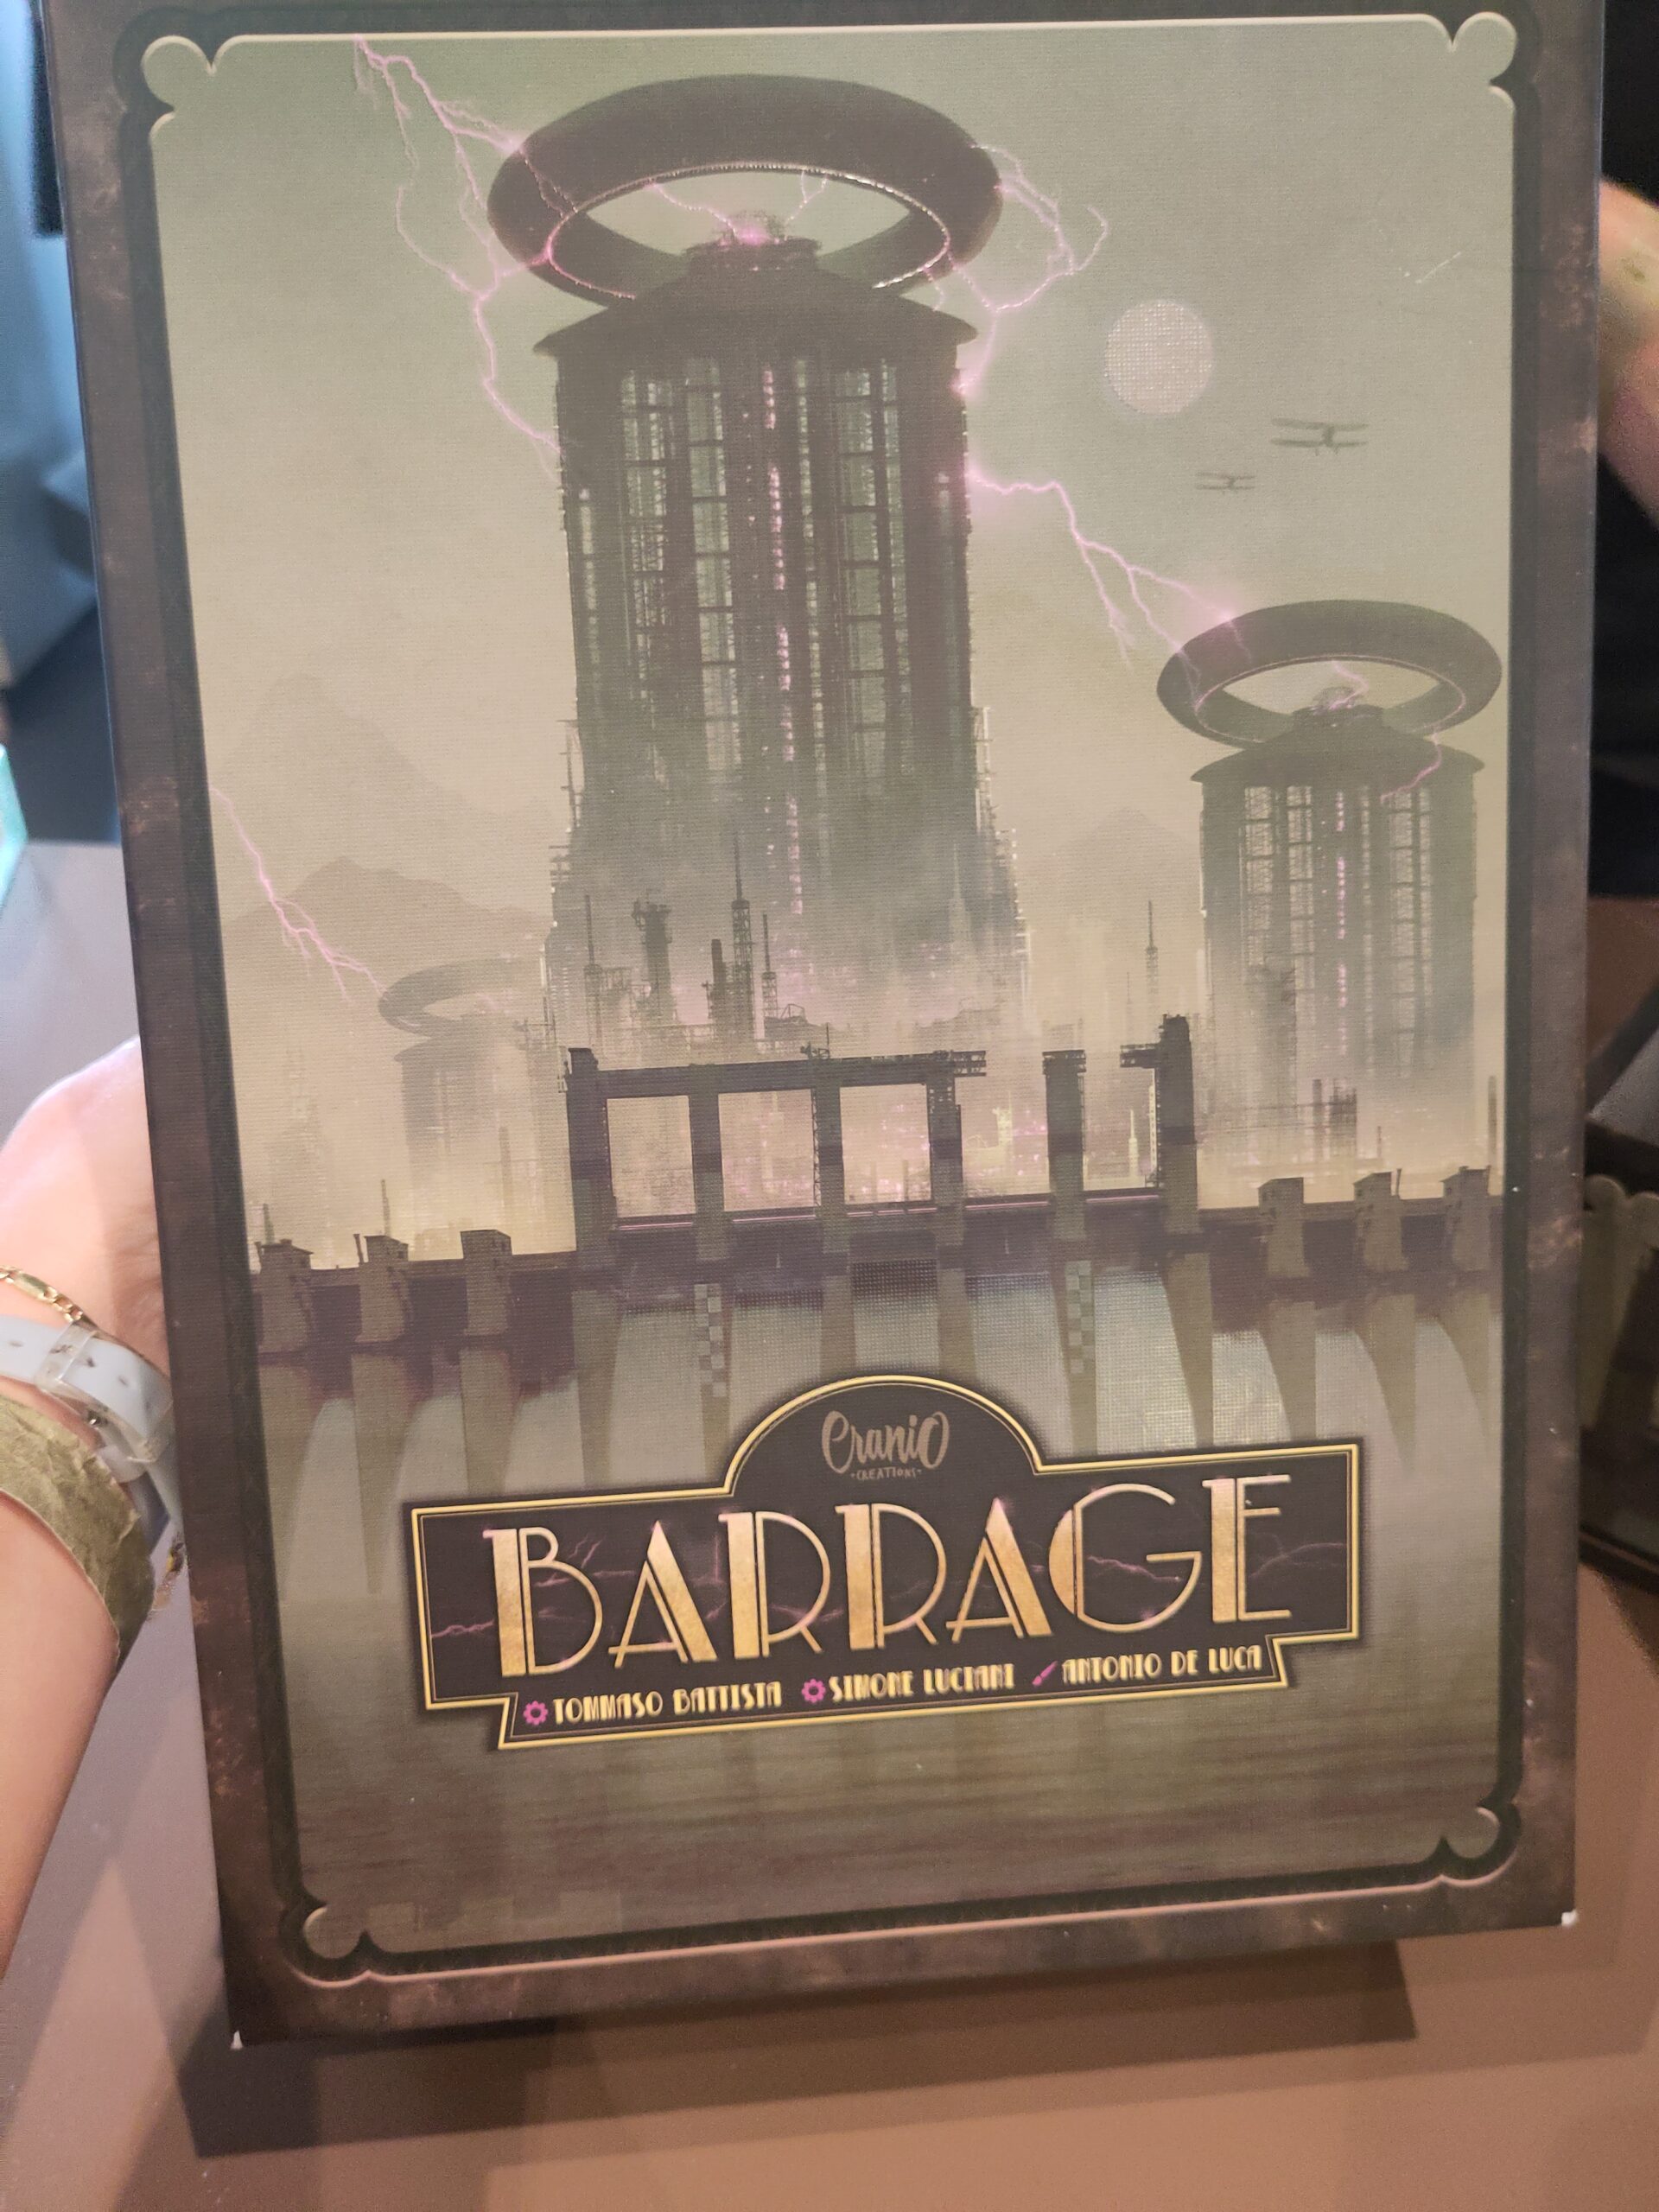 Cranio
CREATIONS
BARRAGE
TOMMASO BATTISTA SIMONE LUCIANI ANTONIO DE LUCA